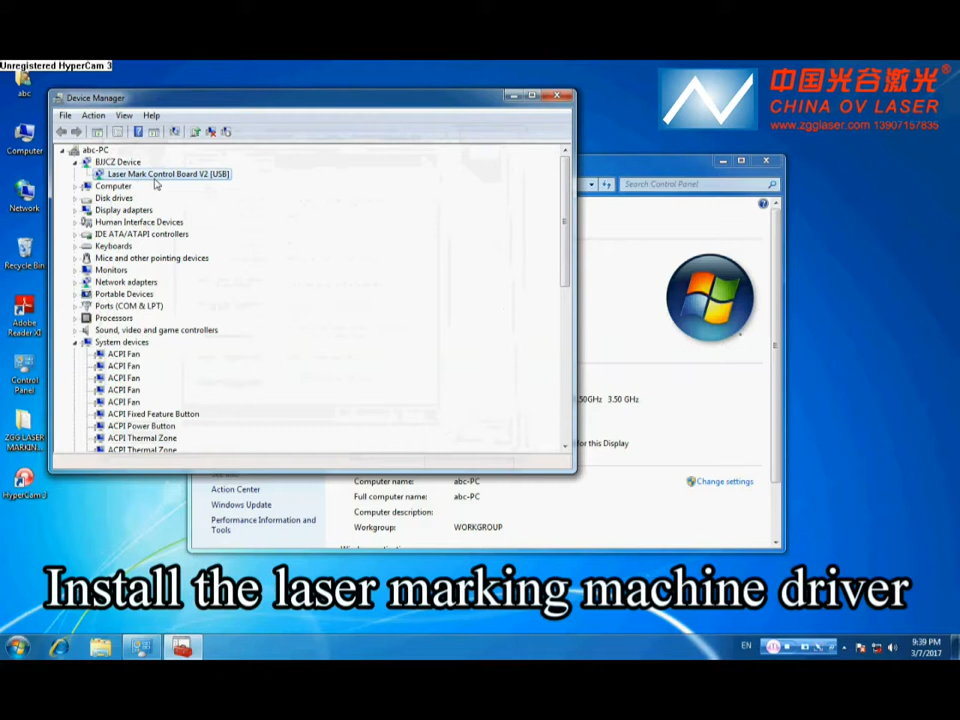 Unregistered HyperCam 3
abc
Computer
Network
Recycle Bin
Adobe
Reader XI
Control
Panel
ZGG LASER
MARKIN...
HyperCam 3
中国光谷激光®
CHINA OV LASER
www.zgglaser.com 13907157835
Device Manager
File Action View Help
abc-PC
BJJCZ Device
Laser Mark Control Board V2 [USB]
Computer
Disk drives
Display adapters
Human Interface Devices
IDE ATA/ATAPI controllers
Keyboards
Mice and other pointing devices
Monitors
Network adapters
Portable Devices
Ports (COM & LPT)
Processors
Sound, video and game controllers
System devices
ACPI Fan
ACPI Fan
ACPI Fan
ACPI Fan
ACPI Fan
ACPI Fixed Feature Button
ACPI Power Button
ACPI Thermal Zone
ACPI Thermal Zone
Search Control Panel
.50GHz 3.50 GHz
for this Display
Action Center
Windows Update
Performance Information and
Tools
Computer name: abc-PC
Change settings
Full computer name: abc-PC
Computer description:
Workgroup: WORKGROUP
Install the laser marking machine driver
EN
9:39 PM
3/7/2017